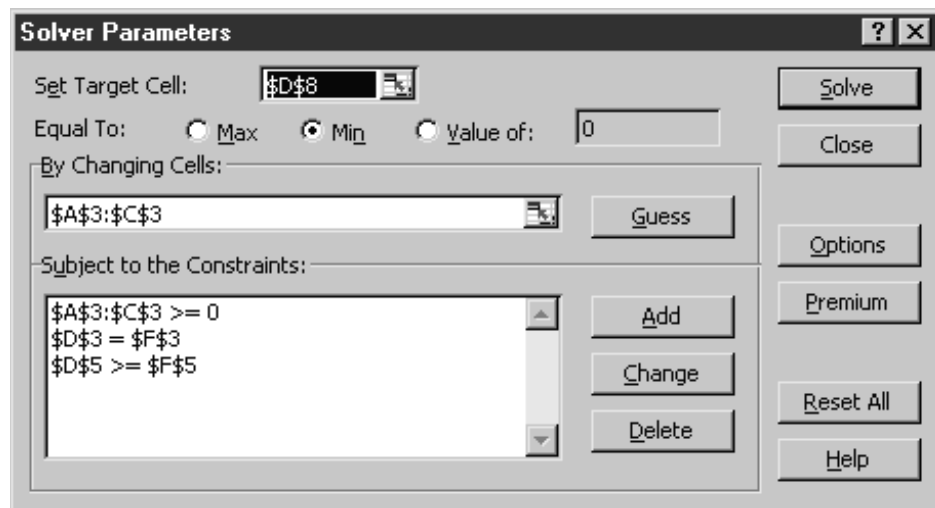 Solver Parameters
Set Target Cell: $D$8 Solve
Equal To: Max Min Value of: 0 Close
By Changing Cells:
$A$3:$C$3 Guess
Options
Subject to the Constraints:
$A$3:$C$3 >= 0 Add Premium
$D$3 = $F$3
$D$5 >= $F$5
Change
Reset All
Delete
Help